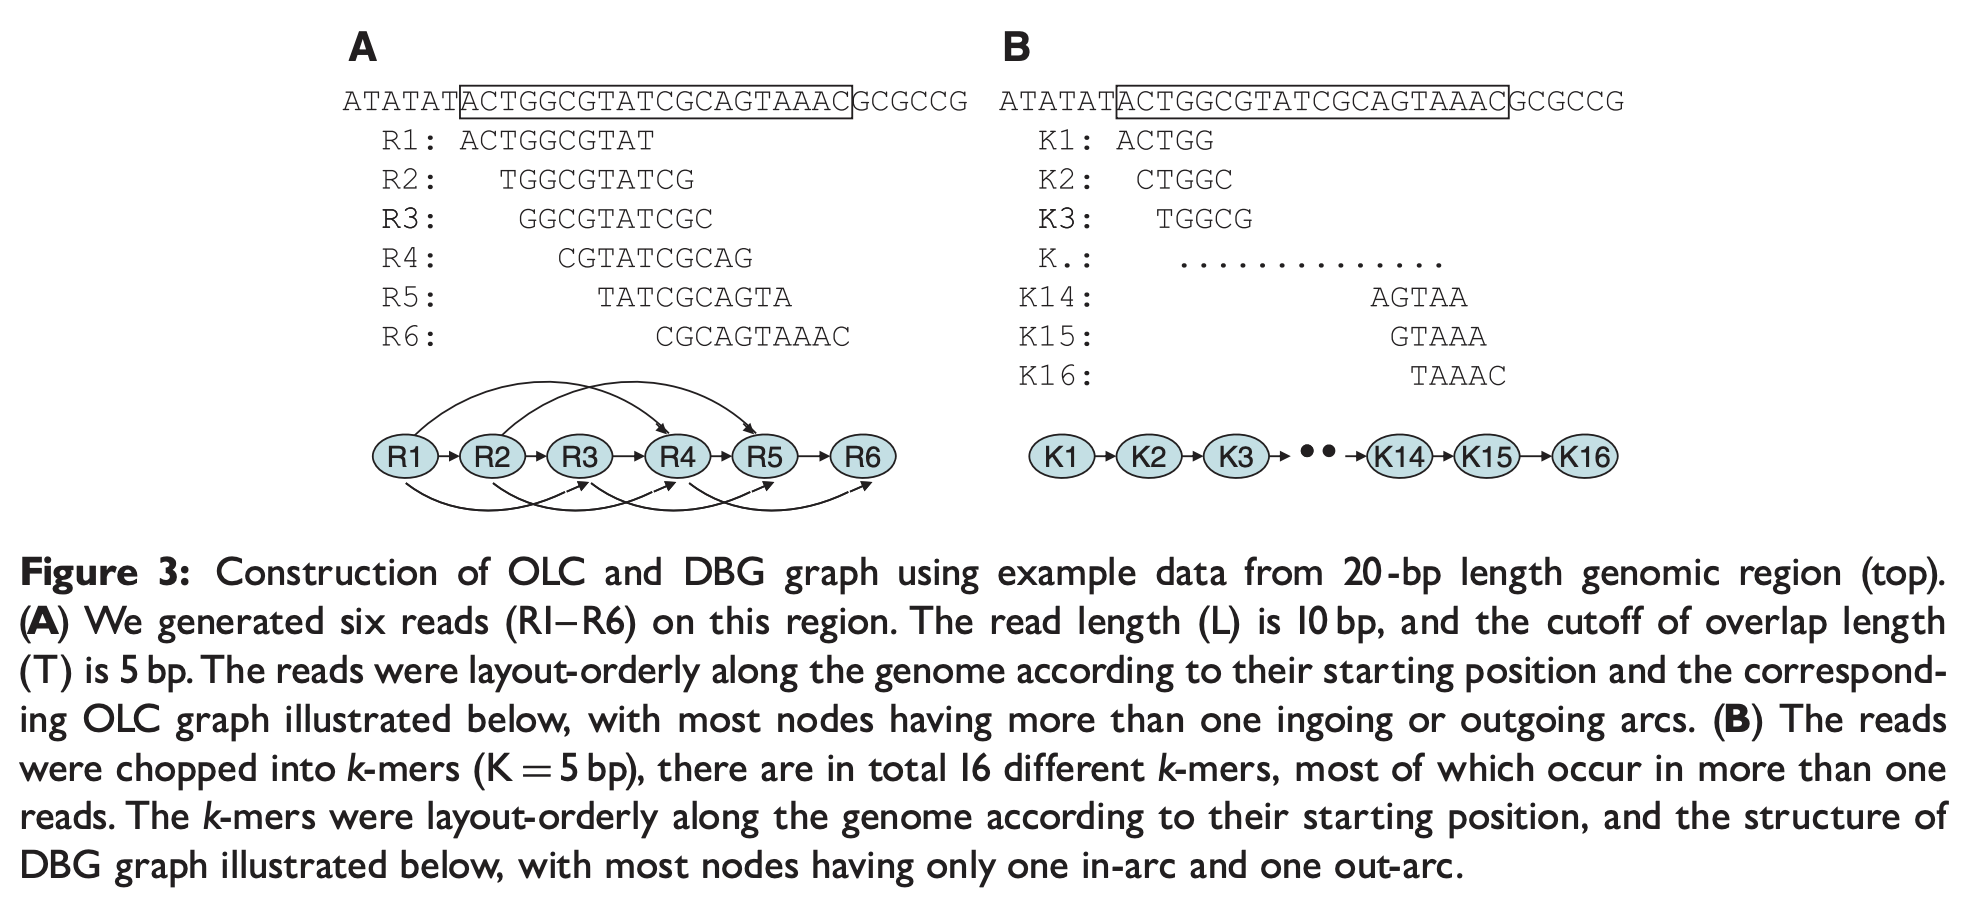 A
ATATATACTGGCGTATCGCAGTAAACGCGCCG
R1: ACTGGCGTAT
R2: TGGCGTATCG
R3: GGCGTATCGC
R4: CGTATCGCAG
R5: TATCGCAGTA
R6: CGCAGTAAAC
R1 R2 R3 R4 R5 R6
B
ATATATACTGGCGTATCGCAGTAAACGCGCCG
K1: ACTGG
K2: CTGGC
K3: TGGCG
K.: ..............
K14: AGTAA
K15: GTAAA
K16: TAAAC
K1 K2 K3 •• K14 K15 K16
Figure 3: Construction of OLC and DBG graph using example data from 20-bp length genomic region (top).
(A) We generated six reads (R1–R6) on this region. The read length (L) is 10 bp, and the cutoff of overlap length
(T) is 5 bp. The reads were layout-orderly along the genome according to their starting position and the correspond-
ing OLC graph illustrated below, with most nodes having more than one ingoing or outgoing arcs. (B) The reads
were chopped into k-mers (K = 5 bp), there are in total 16 different k-mers, most of which occur in more than one
reads. The k-mers were layout-orderly along the genome according to their starting position, and the structure of
DBG graph illustrated below, with most nodes having only one in-arc and one out-arc.